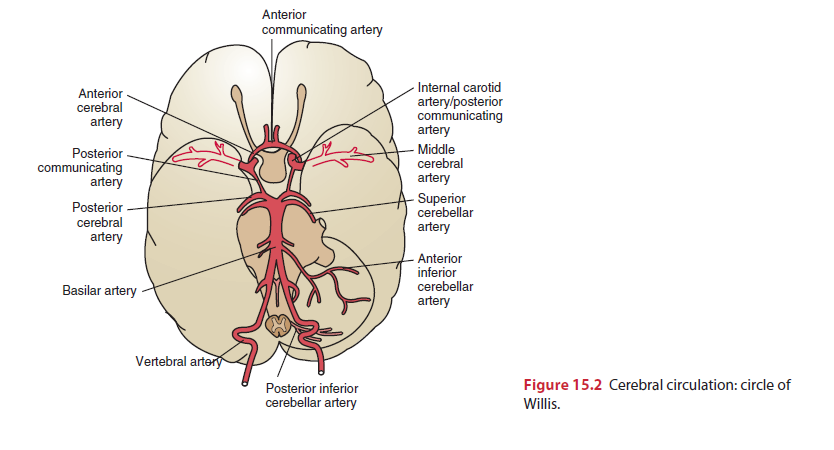 Anterior
communicating artery
Anterior
cerebral
artery
Posterior
communicating
artery
Posterior
cerebral
artery
Basilar artery
Vertebral artery
Posterior inferior
cerebellar artery
Internal carotid
artery/posterior
communicating
artery
Middle
cerebral
artery
Superior
cerebellar
artery
Anterior
inferior
cerebellar
artery
Figure 15.2 Cerebral circulation: circle of
Willis.